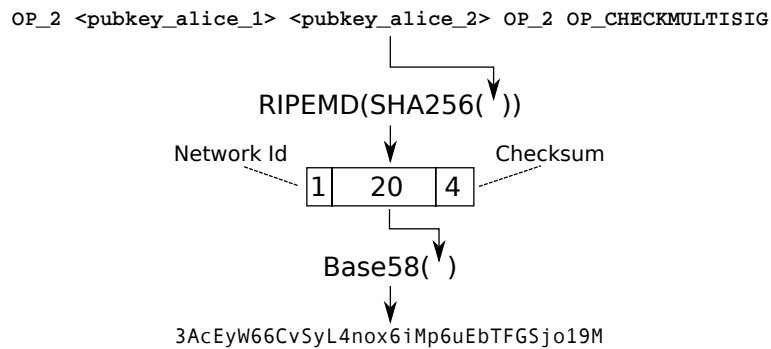 OP_2 <pubkey_alice_1> <pubkey_alice_2> OP_2 OP_CHECKMULTISIG
RIPEMD(SHA256( ))
Network Id
Checksum
1 20 4
Base58( )
3AcEyW66CvSyL4nox6iMp6uEbTFGSjo19M